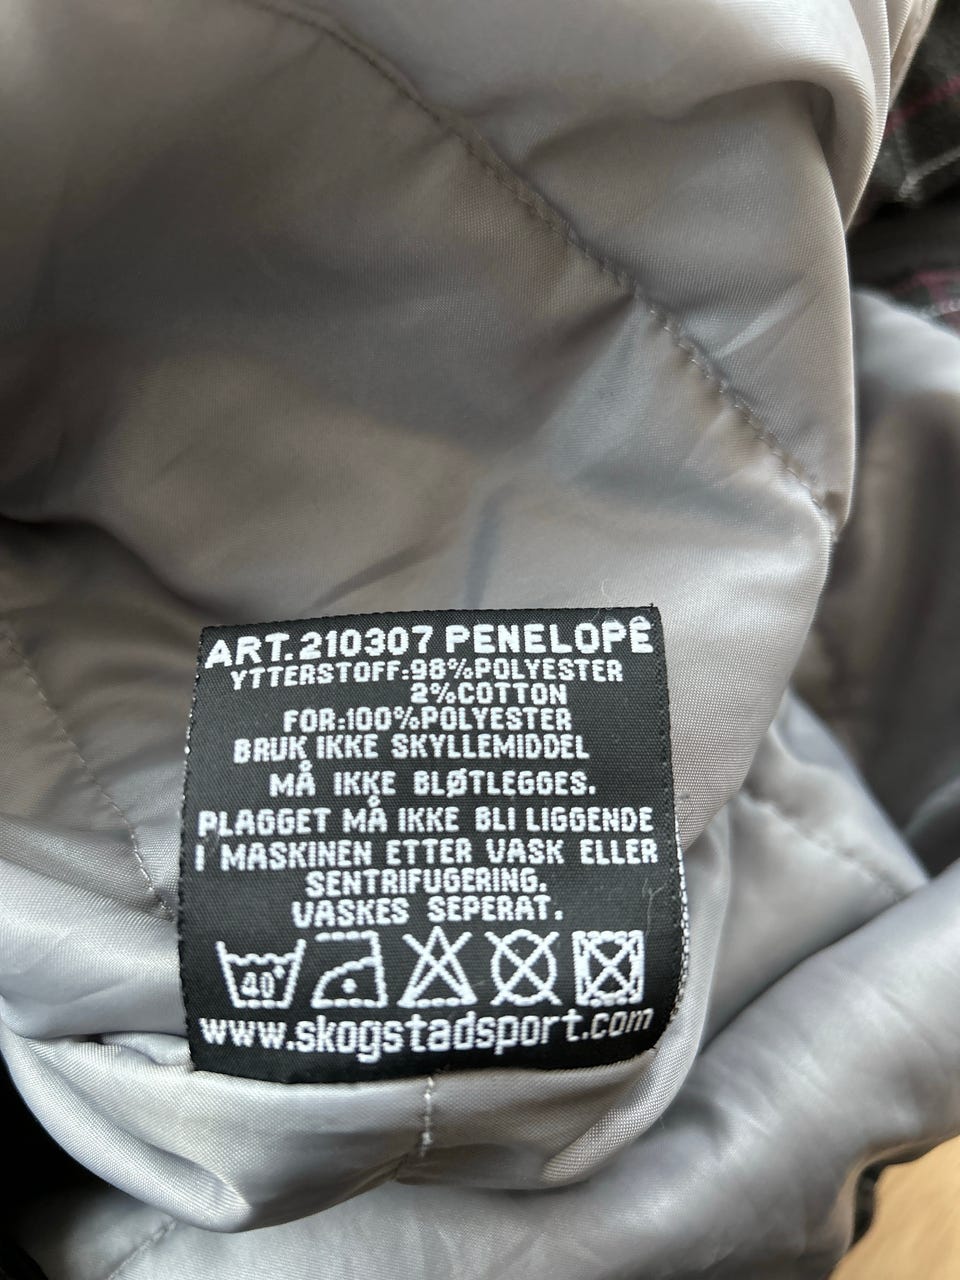 ART.210307 PENELOPE
YTTERSTOFF:98%POLYESTER
2%COTTON
FOR:100%POLYESTER
BRUK IKKE SKYLLEMIDDEL
MÅ IKKE BLØTLEGGES.
PLAGGET MÅ IKKE BLI LIGGENDE
I MASKINEN ETTER VASK ELLER
SENTRIFUGERING.
VASKES SEPERAT.
40°
www.skogstadsport.com